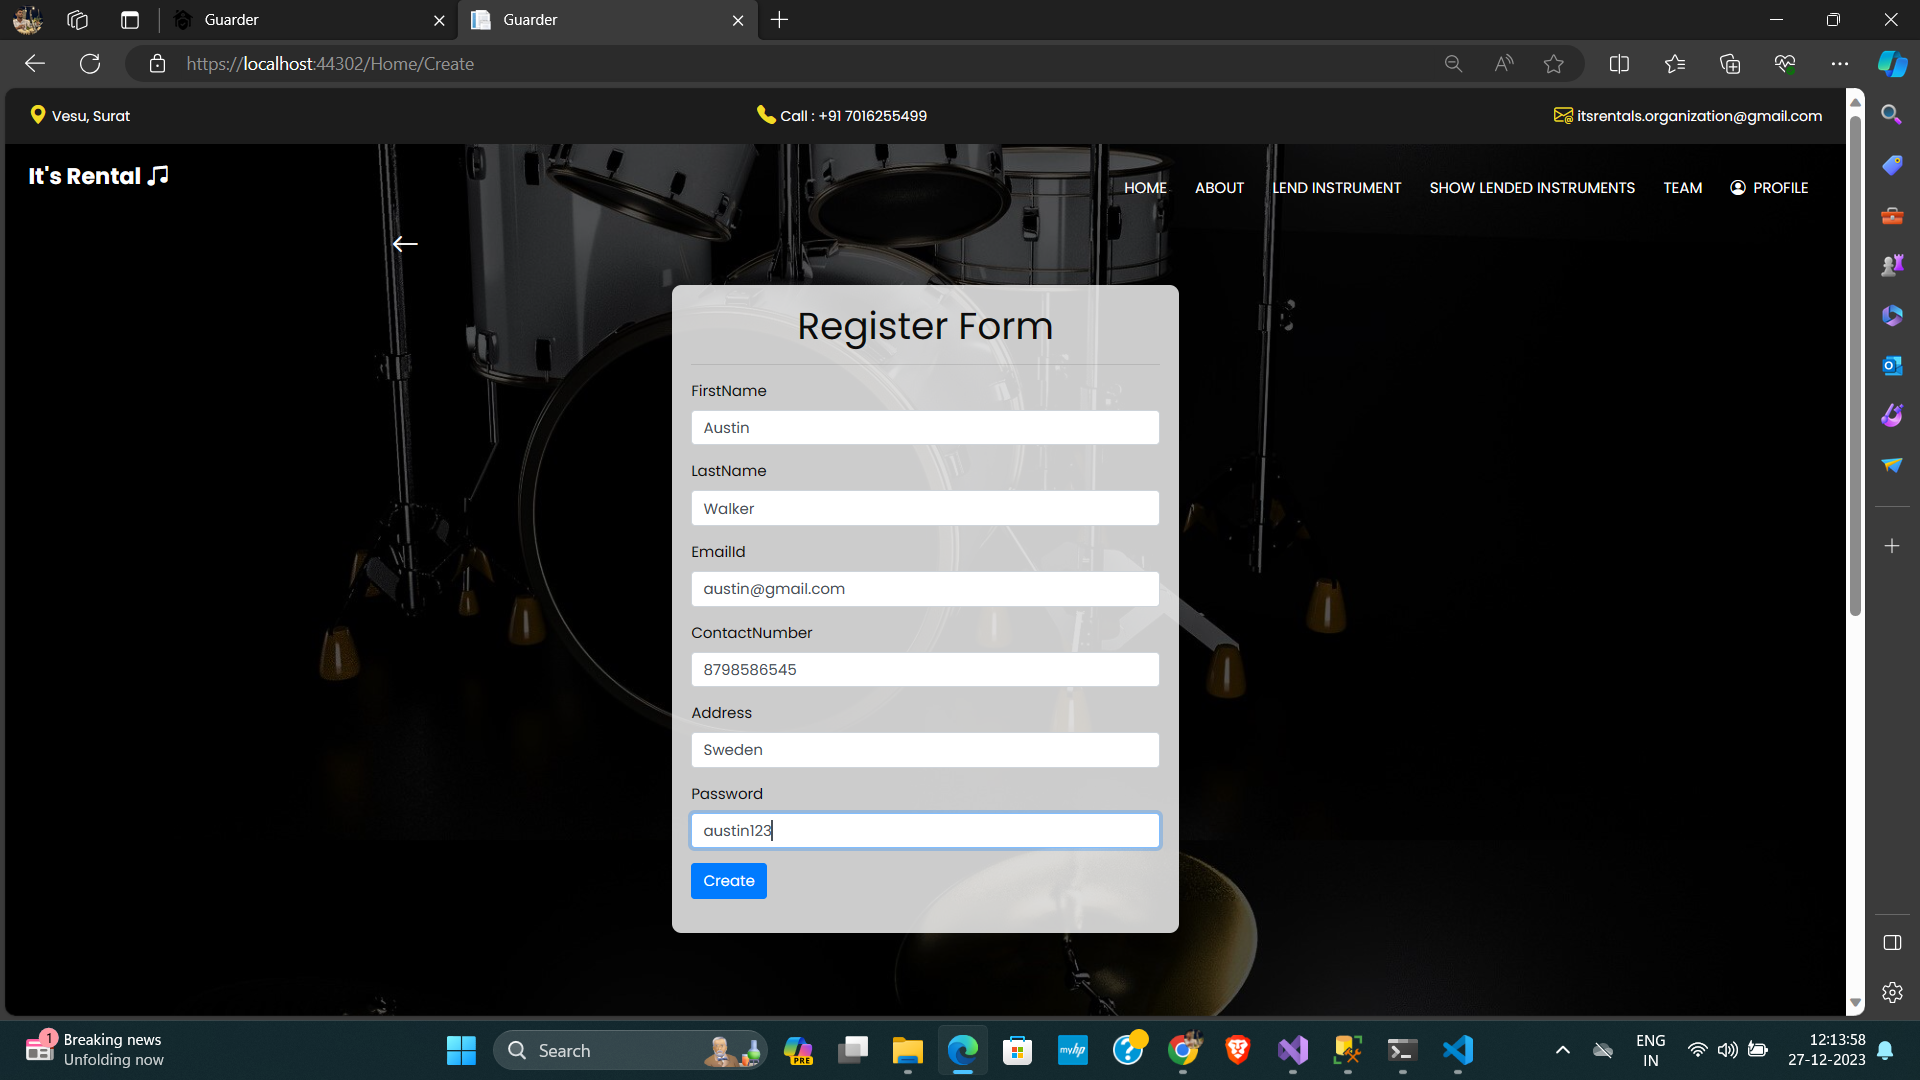 Guarder
Guarder
https://localhost:44302/Home/Create
Vesu, Surat
Call : +91 7016255499
itsrentals.organization@gmail.com
It's Rental
HOME
ABOUT
LEND INSTRUMENT
SHOW LENDED INSTRUMENTS
TEAM
PROFILE
Register Form
FirstName
Austin
LastName
Walker
EmailId
austin@gmail.com
ContactNumber
8798586545
Address
Sweden
Password
austin123
Create
1
Breaking news
Unfolding now
Search
PRE
myhp
ENG
IN
12:13:58
27-12-2023